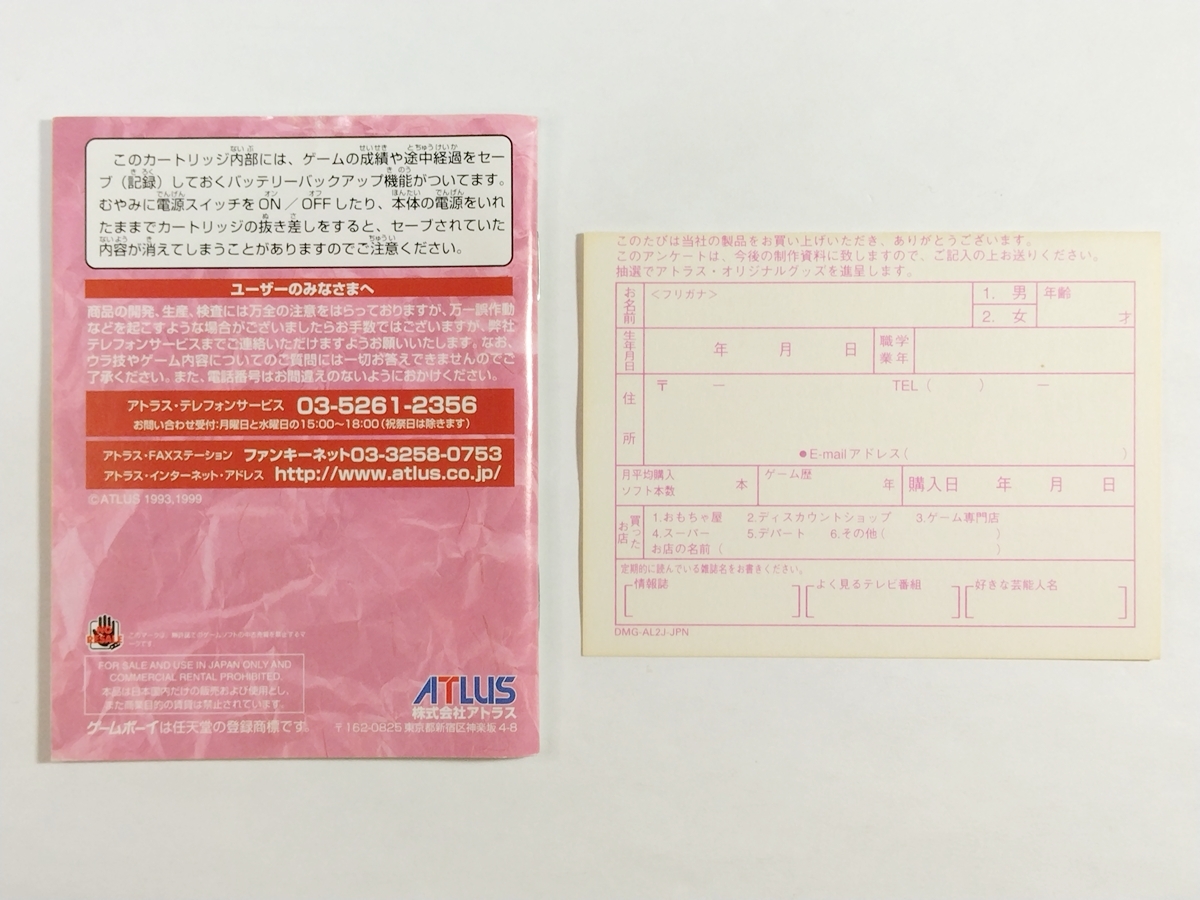 このカートリッジ内部には、ゲームの成績や途中経過をセー
ブ（記録）しておくバッテリーバックアップ機能がついてます。
むやみに電源スイッチをON／OFFしたり、本体の電源をいれ
たままでカートリッジの抜き差しをすると、セーブされていた
内容が消えてしまうことがありますのでご注意ください。
ユーザーのみなさまへ
商品の開発、生産、検査には万全の注意をはらっておりますが、万一誤作動
などを起こすような場合がございましたらお手数ではございますが、弊社
テレフォンサービスまでご連絡いただけますようお願いいたします。なお、
ウラ技やゲーム内容についてのご質問には一切お答えできませんのでご
了承ください。また、電話番号はお間違えのないようにおかけください。
アトラス・テレフォンサービス 03-5261-2356
お問い合わせ受付：月曜日と水曜日の15:00〜18:00（祝祭日は除きます）
アトラス・FAXステーション ファンキーネット03-3258-0753
アトラス・インターネット・アドレス http://www.atlus.co.jp/
©ATLUS 1993,1999
FOR SALE AND USE IN JAPAN ONLY AND
COMMERCIAL RENTAL PROHIBITED.
本品は日本国内だけの販売および使用とし、
また商業目的の賃貸は禁止されています。
ゲームボーイは任天堂の登録商標です。
ATLUS
株式会社アトラス
〒162-0825 東京都新宿区神楽坂4-8
このたびは当社の製品をお買い上げいただき、ありがとうございます。
このアンケートは、今後の制作資料に致しますので、ご記入の上お送りください。
抽選でアトラス・オリジナルグッズを進呈します。
お名前 ＜フリガナ＞ 1. 男 2. 女 年齢 才
生年月日 年 月 日 職業 学年
住所 〒 ー TEL（ ） ー
●E-mailアドレス（ ）
月平均購入ソフト本数 本 ゲーム歴 年 購入日 年 月 日
買ったお店 1.おもちゃ屋 2.ディスカウントショップ 3.ゲーム専門店
4.スーパー 5.デパート 6.その他（ ）
お店の名前（ ）
定期的に読んでいる雑誌名をお書きください。
情報誌 よく見るテレビ番組 好きな芸能人名
DMG-AL2J-JPN